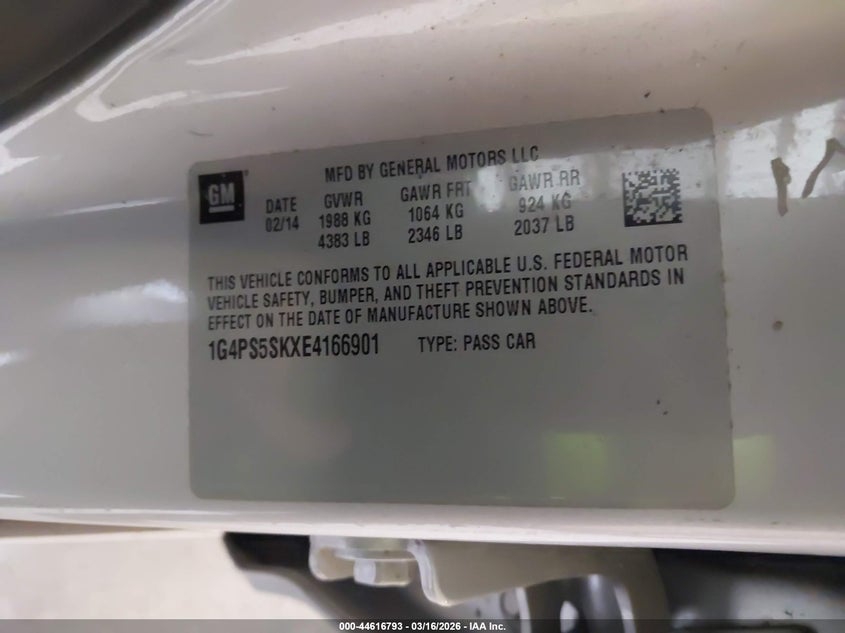 MFD BY GENERAL MOTORS LLC
GM
DATE GVWR GAWR FRT GAWR RR
02/14 1988 KG 1064 KG 924 KG
4383 LB 2346 LB 2037 LB
THIS VEHICLE CONFORMS TO ALL APPLICABLE U.S. FEDERAL MOTOR
VEHICLE SAFETY, BUMPER, AND THEFT PREVENTION STANDARDS IN
EFFECT ON THE DATE OF MANUFACTURE SHOWN ABOVE.
1G4PS5SKXE4166901 TYPE: PASS CAR
000-44616793 - 03/16/2026 - IAA Inc.